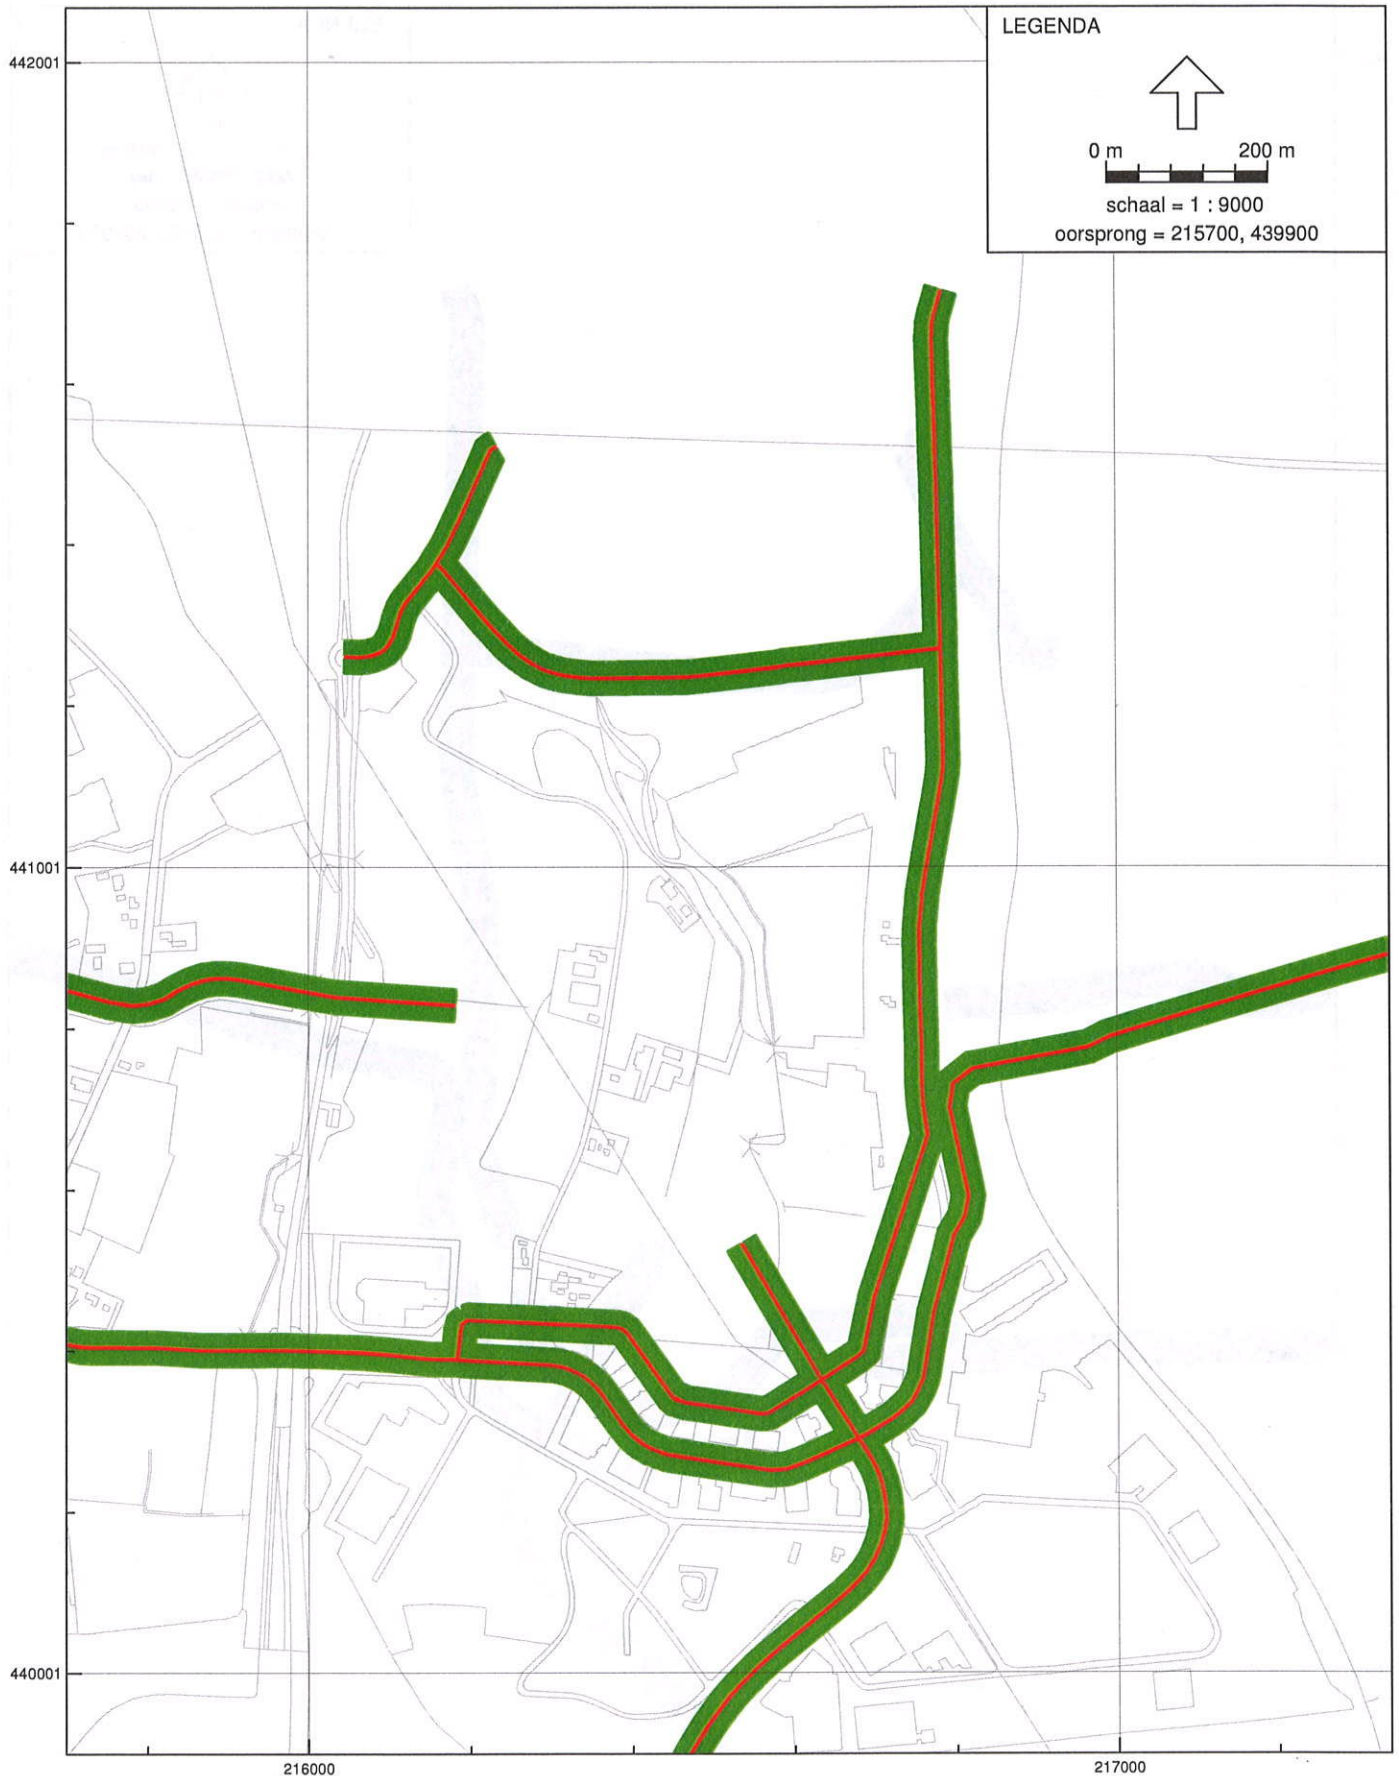 LEGENDA
442001
0 m 200 m
schaal = 1 : 9000
oorsprong = 215700, 439900
441001
440001
216000
217000